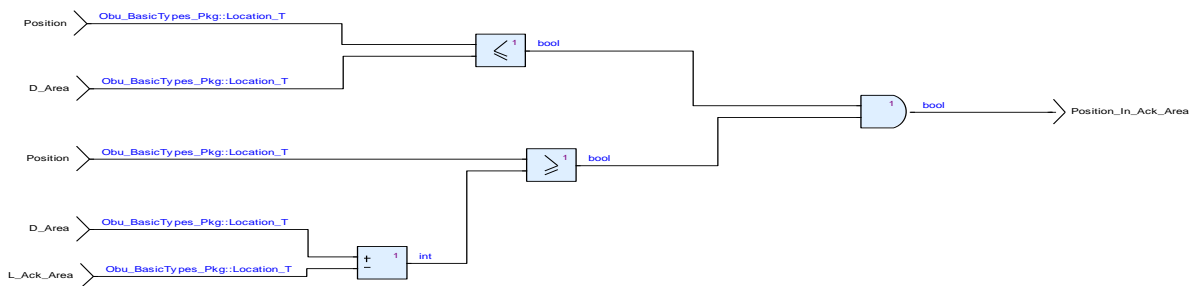 Position
Obu_BasicTypes_Pkg::Location_T
1
bool
D_Area
Obu_BasicTypes_Pkg::Location_T
≤
1
bool
Position_In_Ack_Area
Position
Obu_BasicTypes_Pkg::Location_T
1
bool
≥
D_Area
Obu_BasicTypes_Pkg::Location_T
+
1
int
−
L_Ack_Area
Obu_BasicTypes_Pkg::Location_T